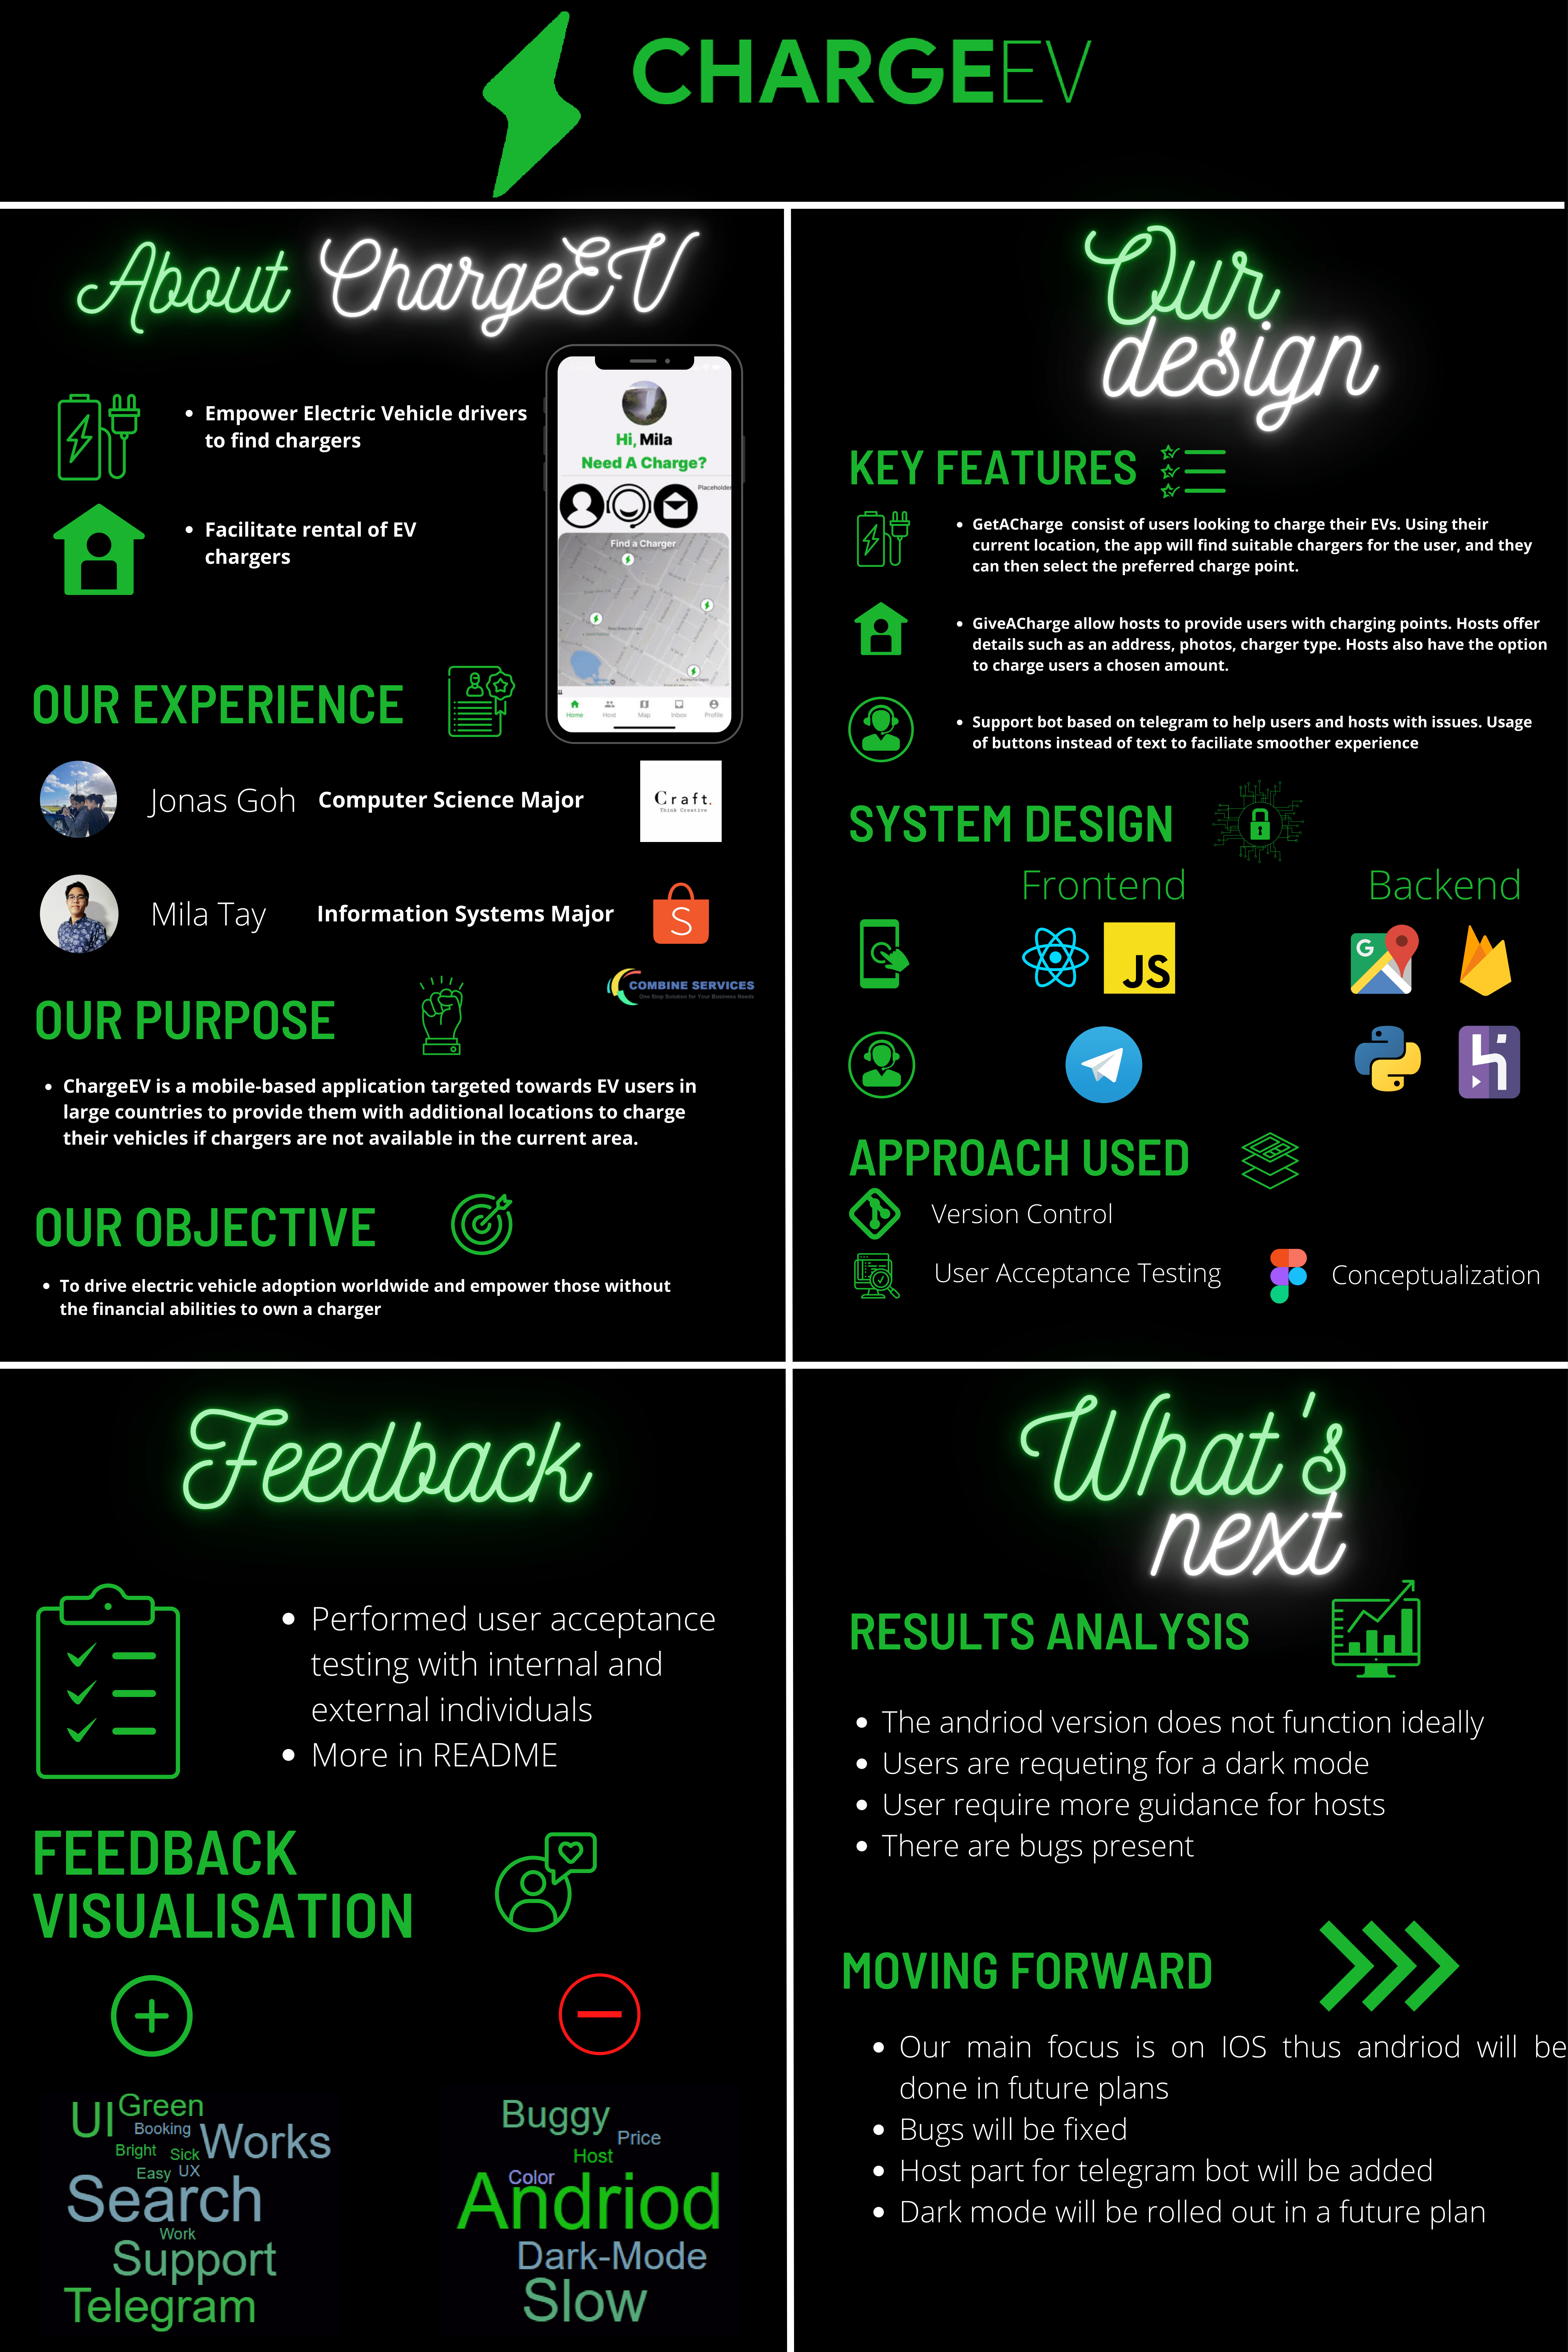 CHARGEEV
About ChargeEV
Empower Electric Vehicle drivers
to find chargers
Facilitate rental of EV
chargers
Hi, Mila
Need A Charge?
Placeholder
Find a Charger
Home
Host
Map
Inbox
Profile
OUR EXPERIENCE
Jonas Goh
Computer Science Major
Craft.
Think Creative
Mila Tay
Information Systems Major
S
COMBINE SERVICES
One Stop Solution for Your Business Needs
OUR PURPOSE
ChargeEV is a mobile-based application targeted towards EV users in
large countries to provide them with additional locations to charge
their vehicles if chargers are not available in the current area.
OUR OBJECTIVE
To drive electric vehicle adoption worldwide and empower those without
the financial abilities to own a charger
Our
design
KEY FEATURES
GetACharge consist of users looking to charge their EVs. Using their
current location, the app will find suitable chargers for the user, and they
can then select the preferred charge point.
GiveACharge allow hosts to provide users with charging points. Hosts offer
details such as an address, photos, charger type. Hosts also have the option
to charge users a chosen amount.
Support bot based on telegram to help users and hosts with issues. Usage
of buttons instead of text to faciliate smoother experience
SYSTEM DESIGN
Frontend
Backend
JS
G
APPROACH USED
Version Control
User Acceptance Testing
Conceptualization
Feedback
Performed user acceptance
testing with internal and
external individuals
More in README
FEEDBACK
VISUALISATION
UI
Green
Booking
Works
Bright
Sick
Easy
UX
Search
Work
Support
Telegram
Buggy
Price
Host
Color
Andriod
Dark-Mode
Slow
What's
next
RESULTS ANALYSIS
The andriod version does not function ideally
Users are requeting for a dark mode
User require more guidance for hosts
There are bugs present
MOVING FORWARD
Our main focus is on IOS thus andriod will be
done in future plans
Bugs will be fixed
Host part for telegram bot will be added
Dark mode will be rolled out in a future plan